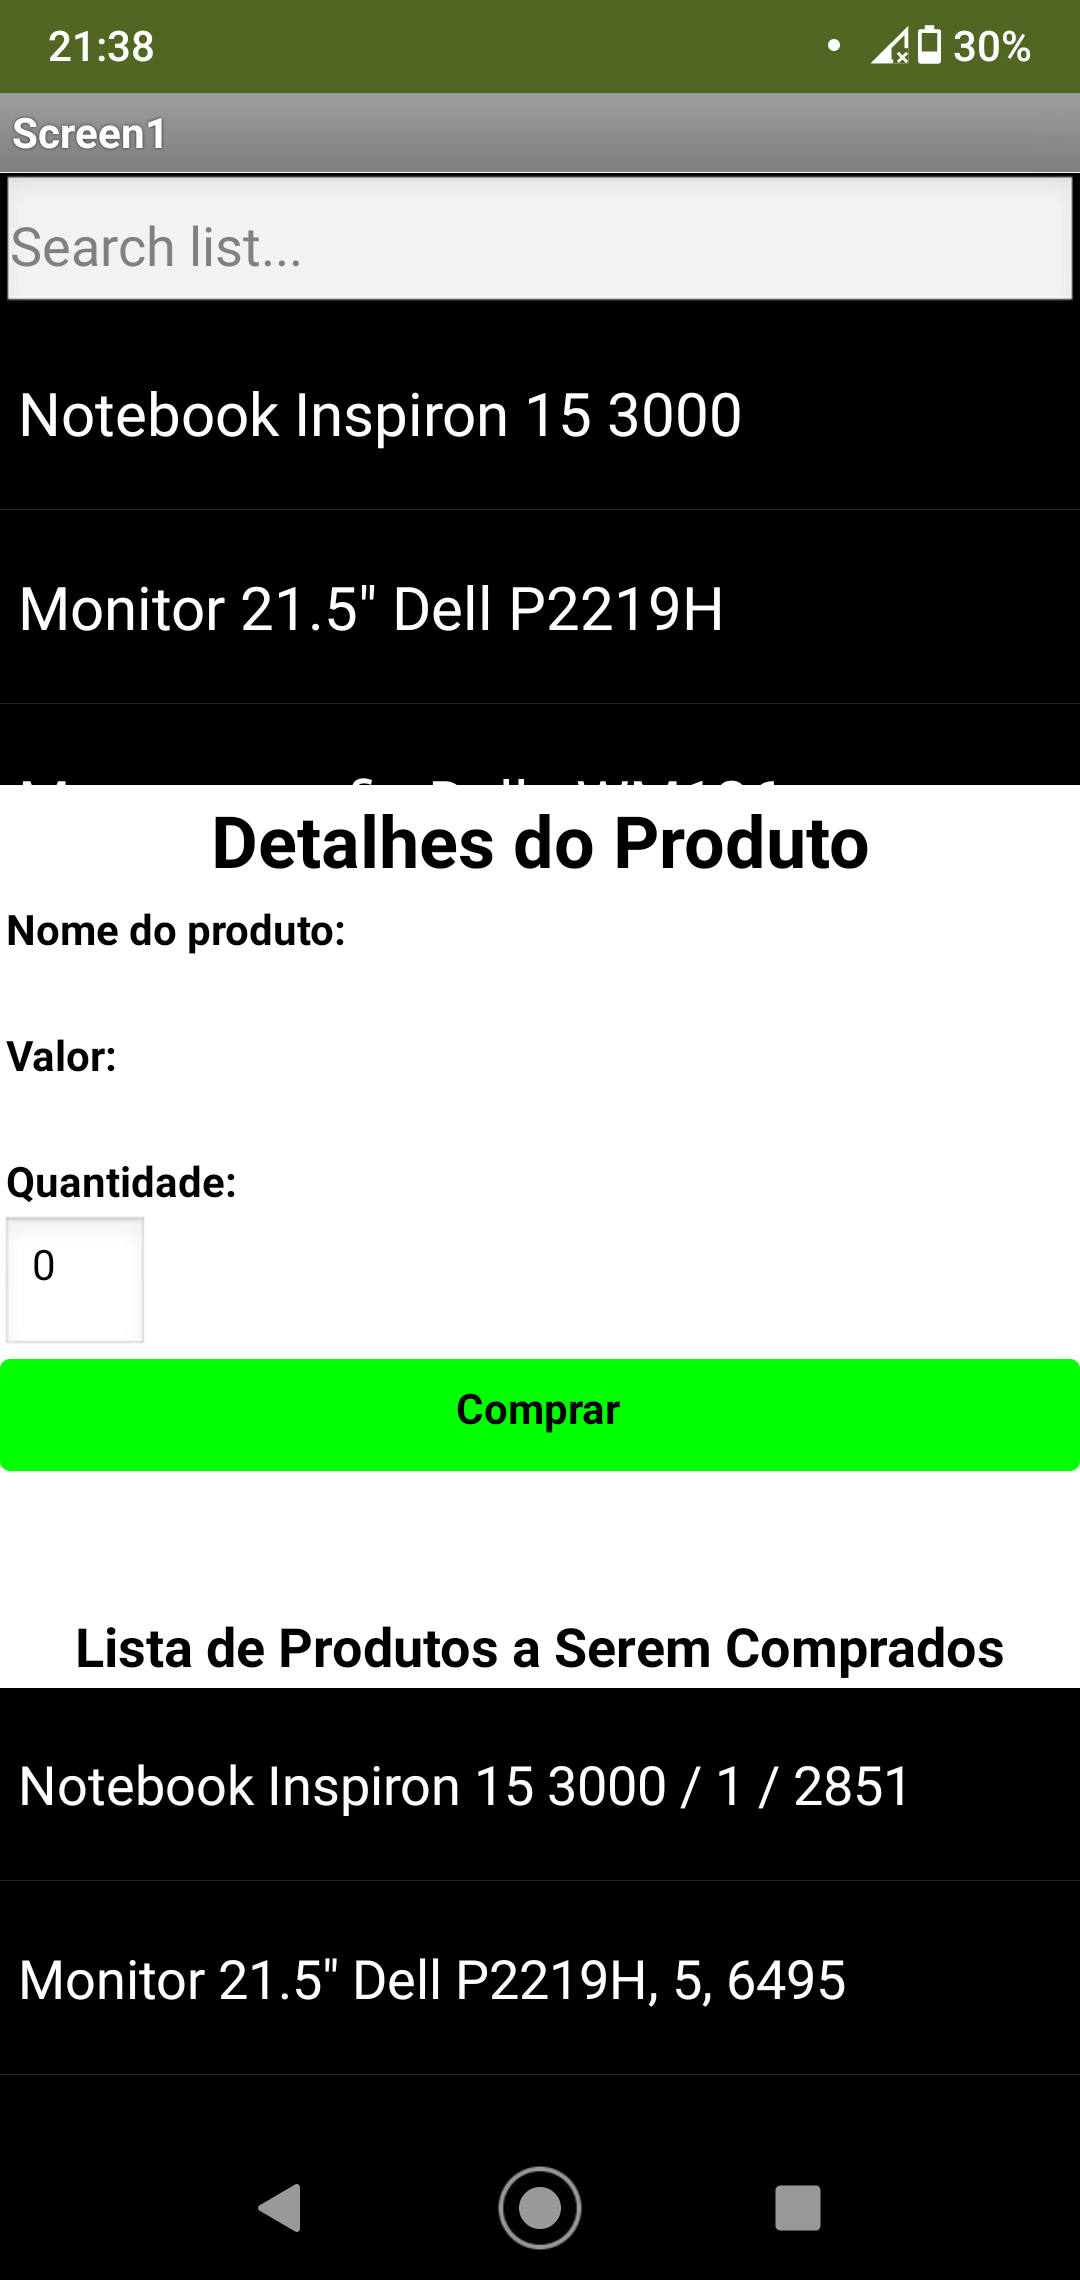 21:38
30%
Screen1
Search list...
Notebook Inspiron 15 3000
Monitor 21.5" Dell P2219H
Detalhes do Produto
Nome do produto:
Valor:
Quantidade:
0
Comprar
Lista de Produtos a Serem Comprados
Notebook Inspiron 15 3000 / 1 / 2851
Monitor 21.5" Dell P2219H, 5, 6495